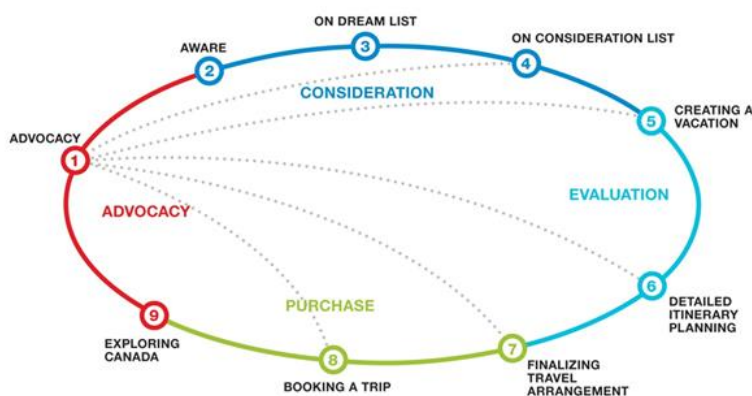 ON DREAM LIST
3
AWARE
2
ON CONSIDERATION LIST
4
CONSIDERATION
CREATING A
VACATION
5
ADVOCACY
1
ADVOCACY
EVALUATION
6
DETAILED
ITINERARY
PLANNING
PURCHASE
9
EXPLORING
CANADA
8
BOOKING A TRIP
7
FINALIZING
TRAVEL
ARRANGEMENT